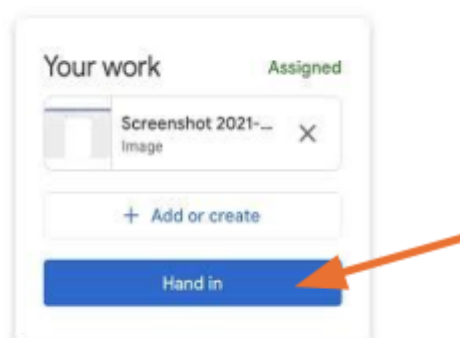 Your work
Assigned
Screenshot 2021-...
Image
+ Add or create
Hand in